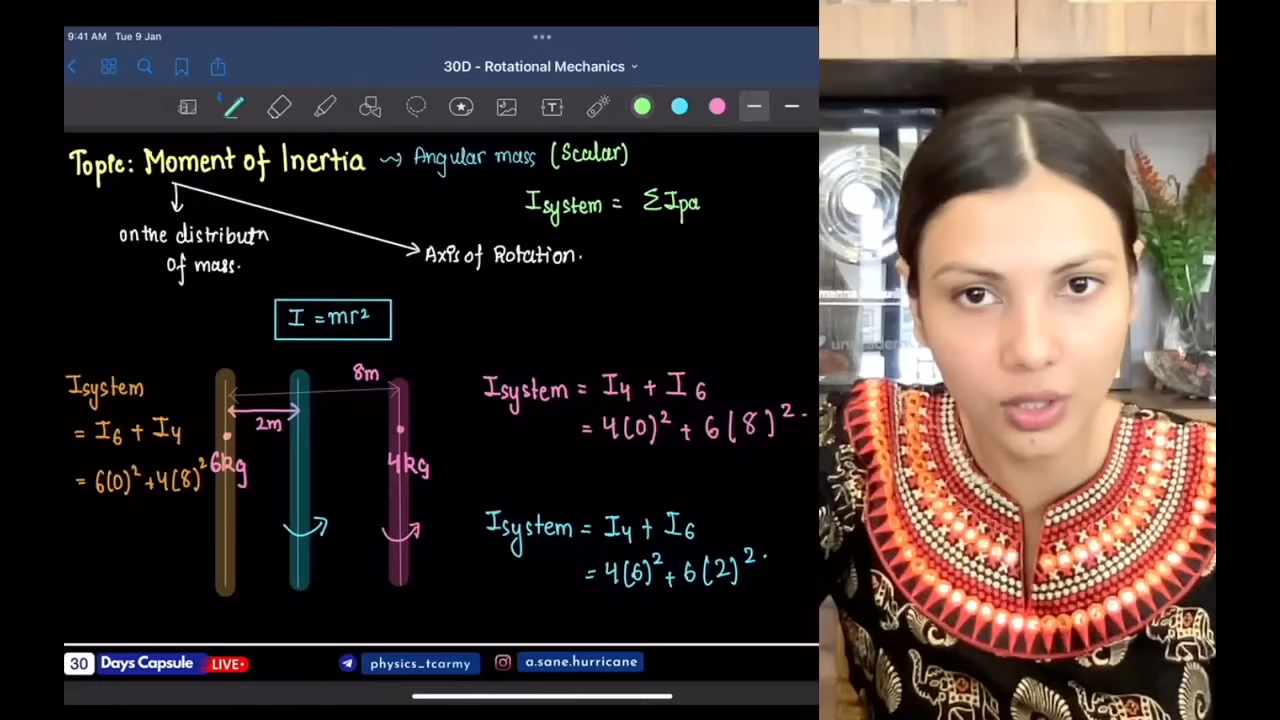 9:41 AM Tue 9 Jan
30D - Rotational Mechanics
Topic: Moment of Inertia ⇝ Angular mass (Scalar)
Isystem = ΣIpa
on the distributn
of mass.
Axis of Rotation.
I = mr²
Isystem
= I6 + I4
= 6(0)² + 4(8)²
8m
2m
6kg
4kg
Isystem = I4 + I6
= 4(0)² + 6(8)²
Isystem = I4 + I6
= 4(6)² + 6(2)²
30 Days Capsule LIVE
physics_tcarmy
a.sane.hurricane